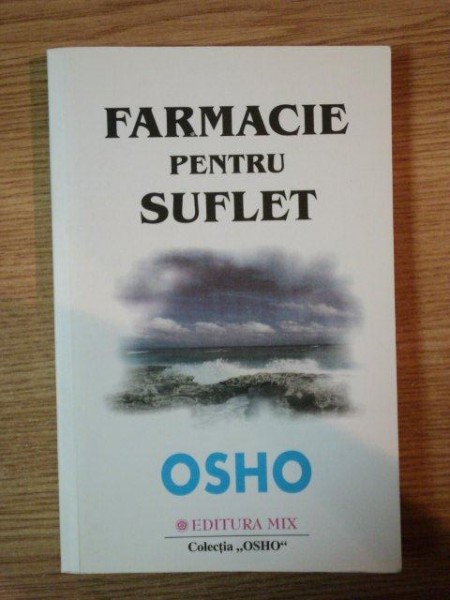 FARMACIE
PENTRU
SUFLET
OSHO
EDITURA MIX
Colecția „OSHO“